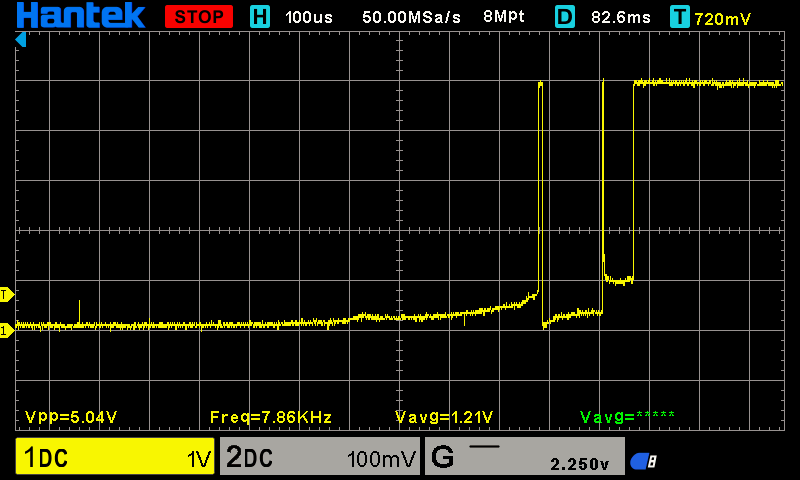 Hantek STOP H 100us 50.00MSa/s 8Mpt D 82.6ms T 720mV
T
1
Vpp=5.04V Freq=7.86KHz Vavg=1.21V Vavg=*****
1DC 1V 2DC 100mV G 2.250v